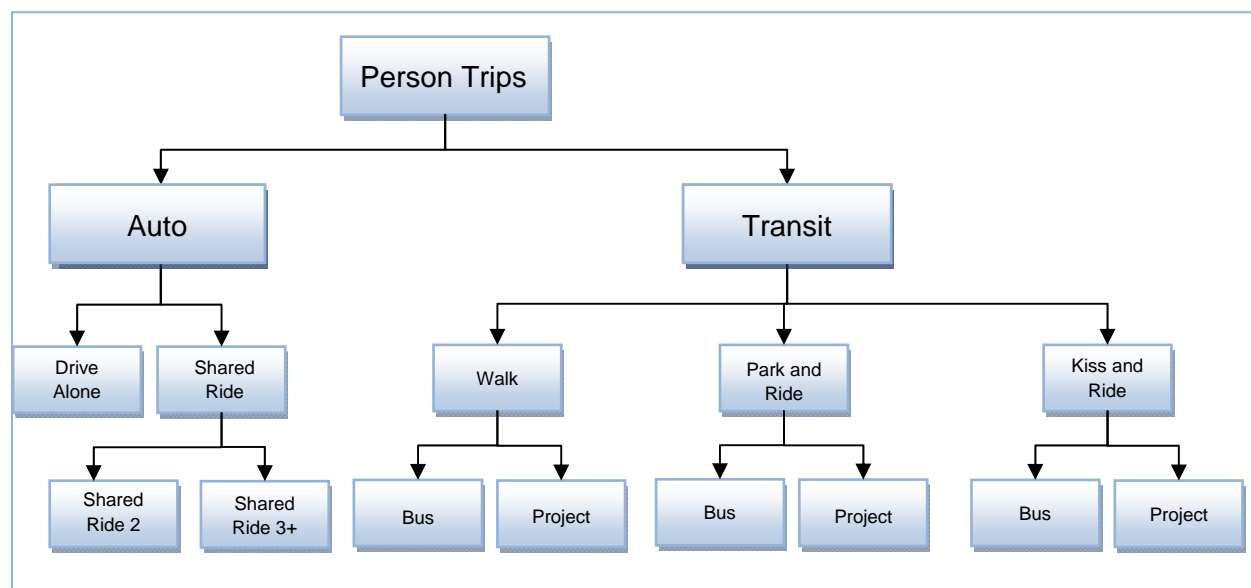 Person Trips
Auto
Transit
Drive
Alone
Shared
Ride
Walk
Park and
Ride
Kiss and
Ride
Shared
Ride 2
Shared
Ride 3+
Bus
Project
Bus
Project
Bus
Project